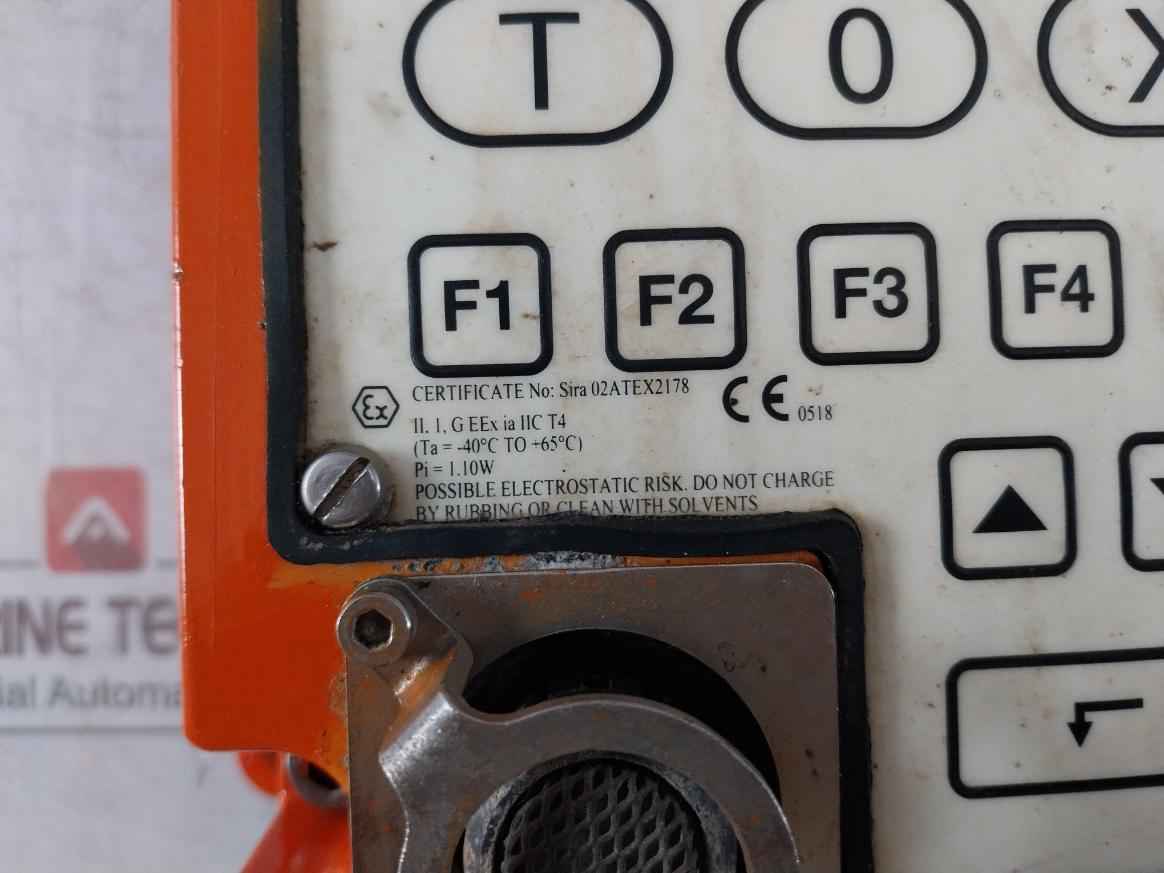 T 0
F1 F2 F3 F4
Ex CERTIFICATE No: Sira 02ATEX2178
CE 0518
II. 1, G EEx ia IIC T4
(Ta = -40°C TO +65°C)
Pi = 1.10W
POSSIBLE ELECTROSTATIC RISK. DO NOT CHARGE
BY RUBBING OR CLEAN WITH SOLVENTS